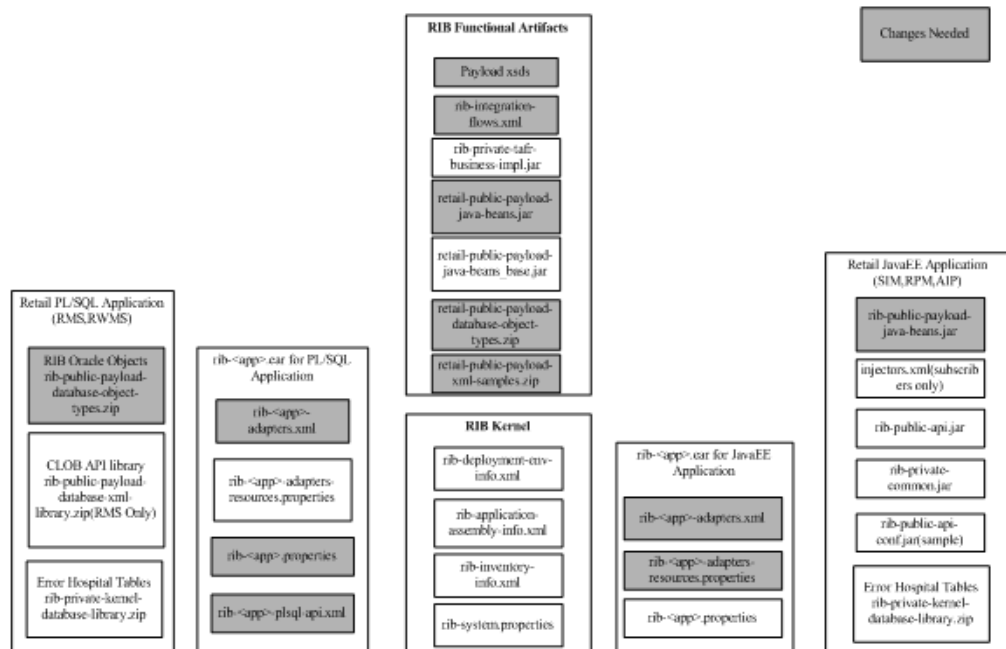 RIB Functional Artifacts
Payload xsds
rib-integration-
flows.xml
rib-private-tafr-
business-impl.jar
retail-public-payload-
java-beans.jar
retail-public-payload-
java-beans_base.jar
retail-public-payload-
database-object-
types.zip
retail-public-payload-
xml-samples.zip
Changes Needed
Retail PL/SQL Application
(RMS,RWMS)
RIB Oracle Objects
rib-public-payload-
database-object-
types.zip
CLOB API library
rib-public-payload-
database-xml-
library.zip(RMS Only)
Error Hospital Tables
rib-private-kernel-
database-library.zip
rib-<app>.ear for PL/SQL
Application
rib-<app>-
adapters.xml
rib-<app>-adapters-
resources.properties
rib-<app>.properties
rib-<app>-plsql-api.xml
RIB Kernel
rib-deployment-env-
info.xml
rib-application-
assembly-info.xml
rib-inventory-
info.xml
rib-system.properties
rib-<app>.ear for JavaEE
Application
rib-<app>-adapters.xml
rib-<app>-adapters-
resources.properties
rib-<app>.properties
Retail JavaEE Application
(SIM,RPM,AIP)
rib-public-payload-
java-beans.jar
injectors.xml(subscri
bers only)
rib-public-api.jar
rib-private-
common.jar
rib-public-api-
conf.jar(sample)
Error Hospital Tables
rib-private-kernel-
database-library.zip